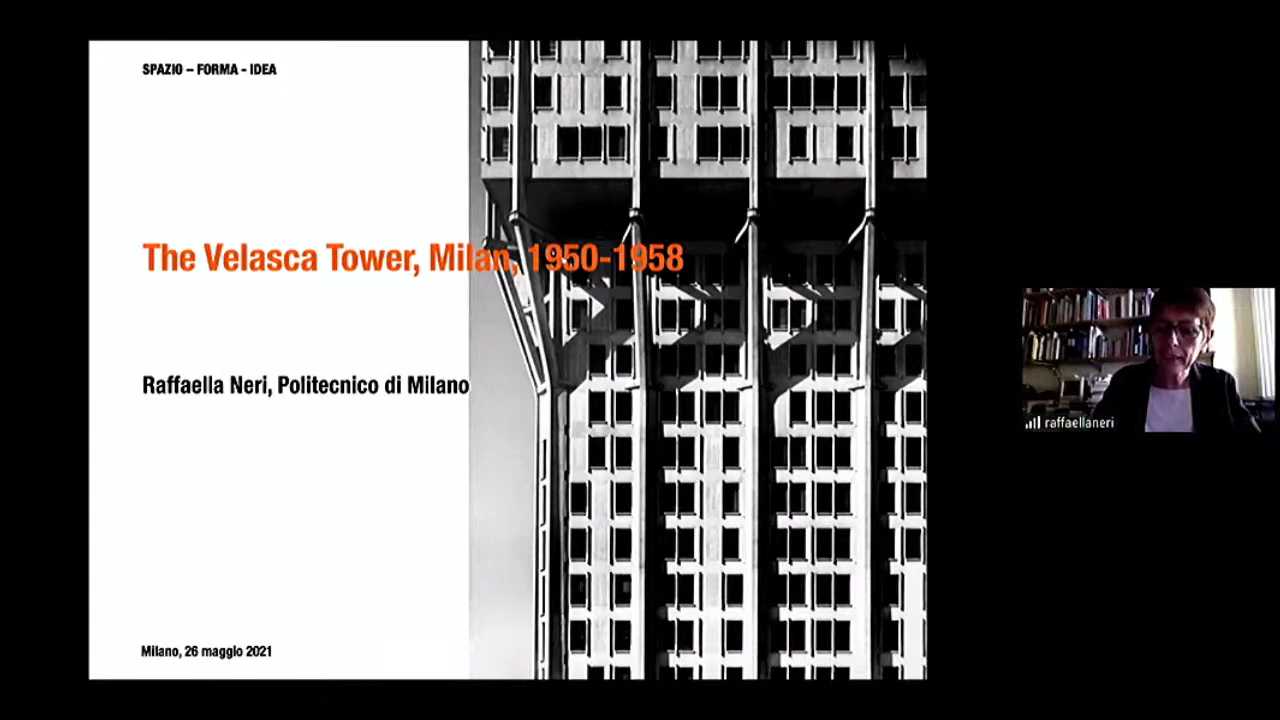 SPAZIO – FORMA - IDEA
The Velasca Tower, Milan, 1950-1958
Raffaella Neri, Politecnico di Milano
Milano, 26 maggio 2021
raffaellaneri